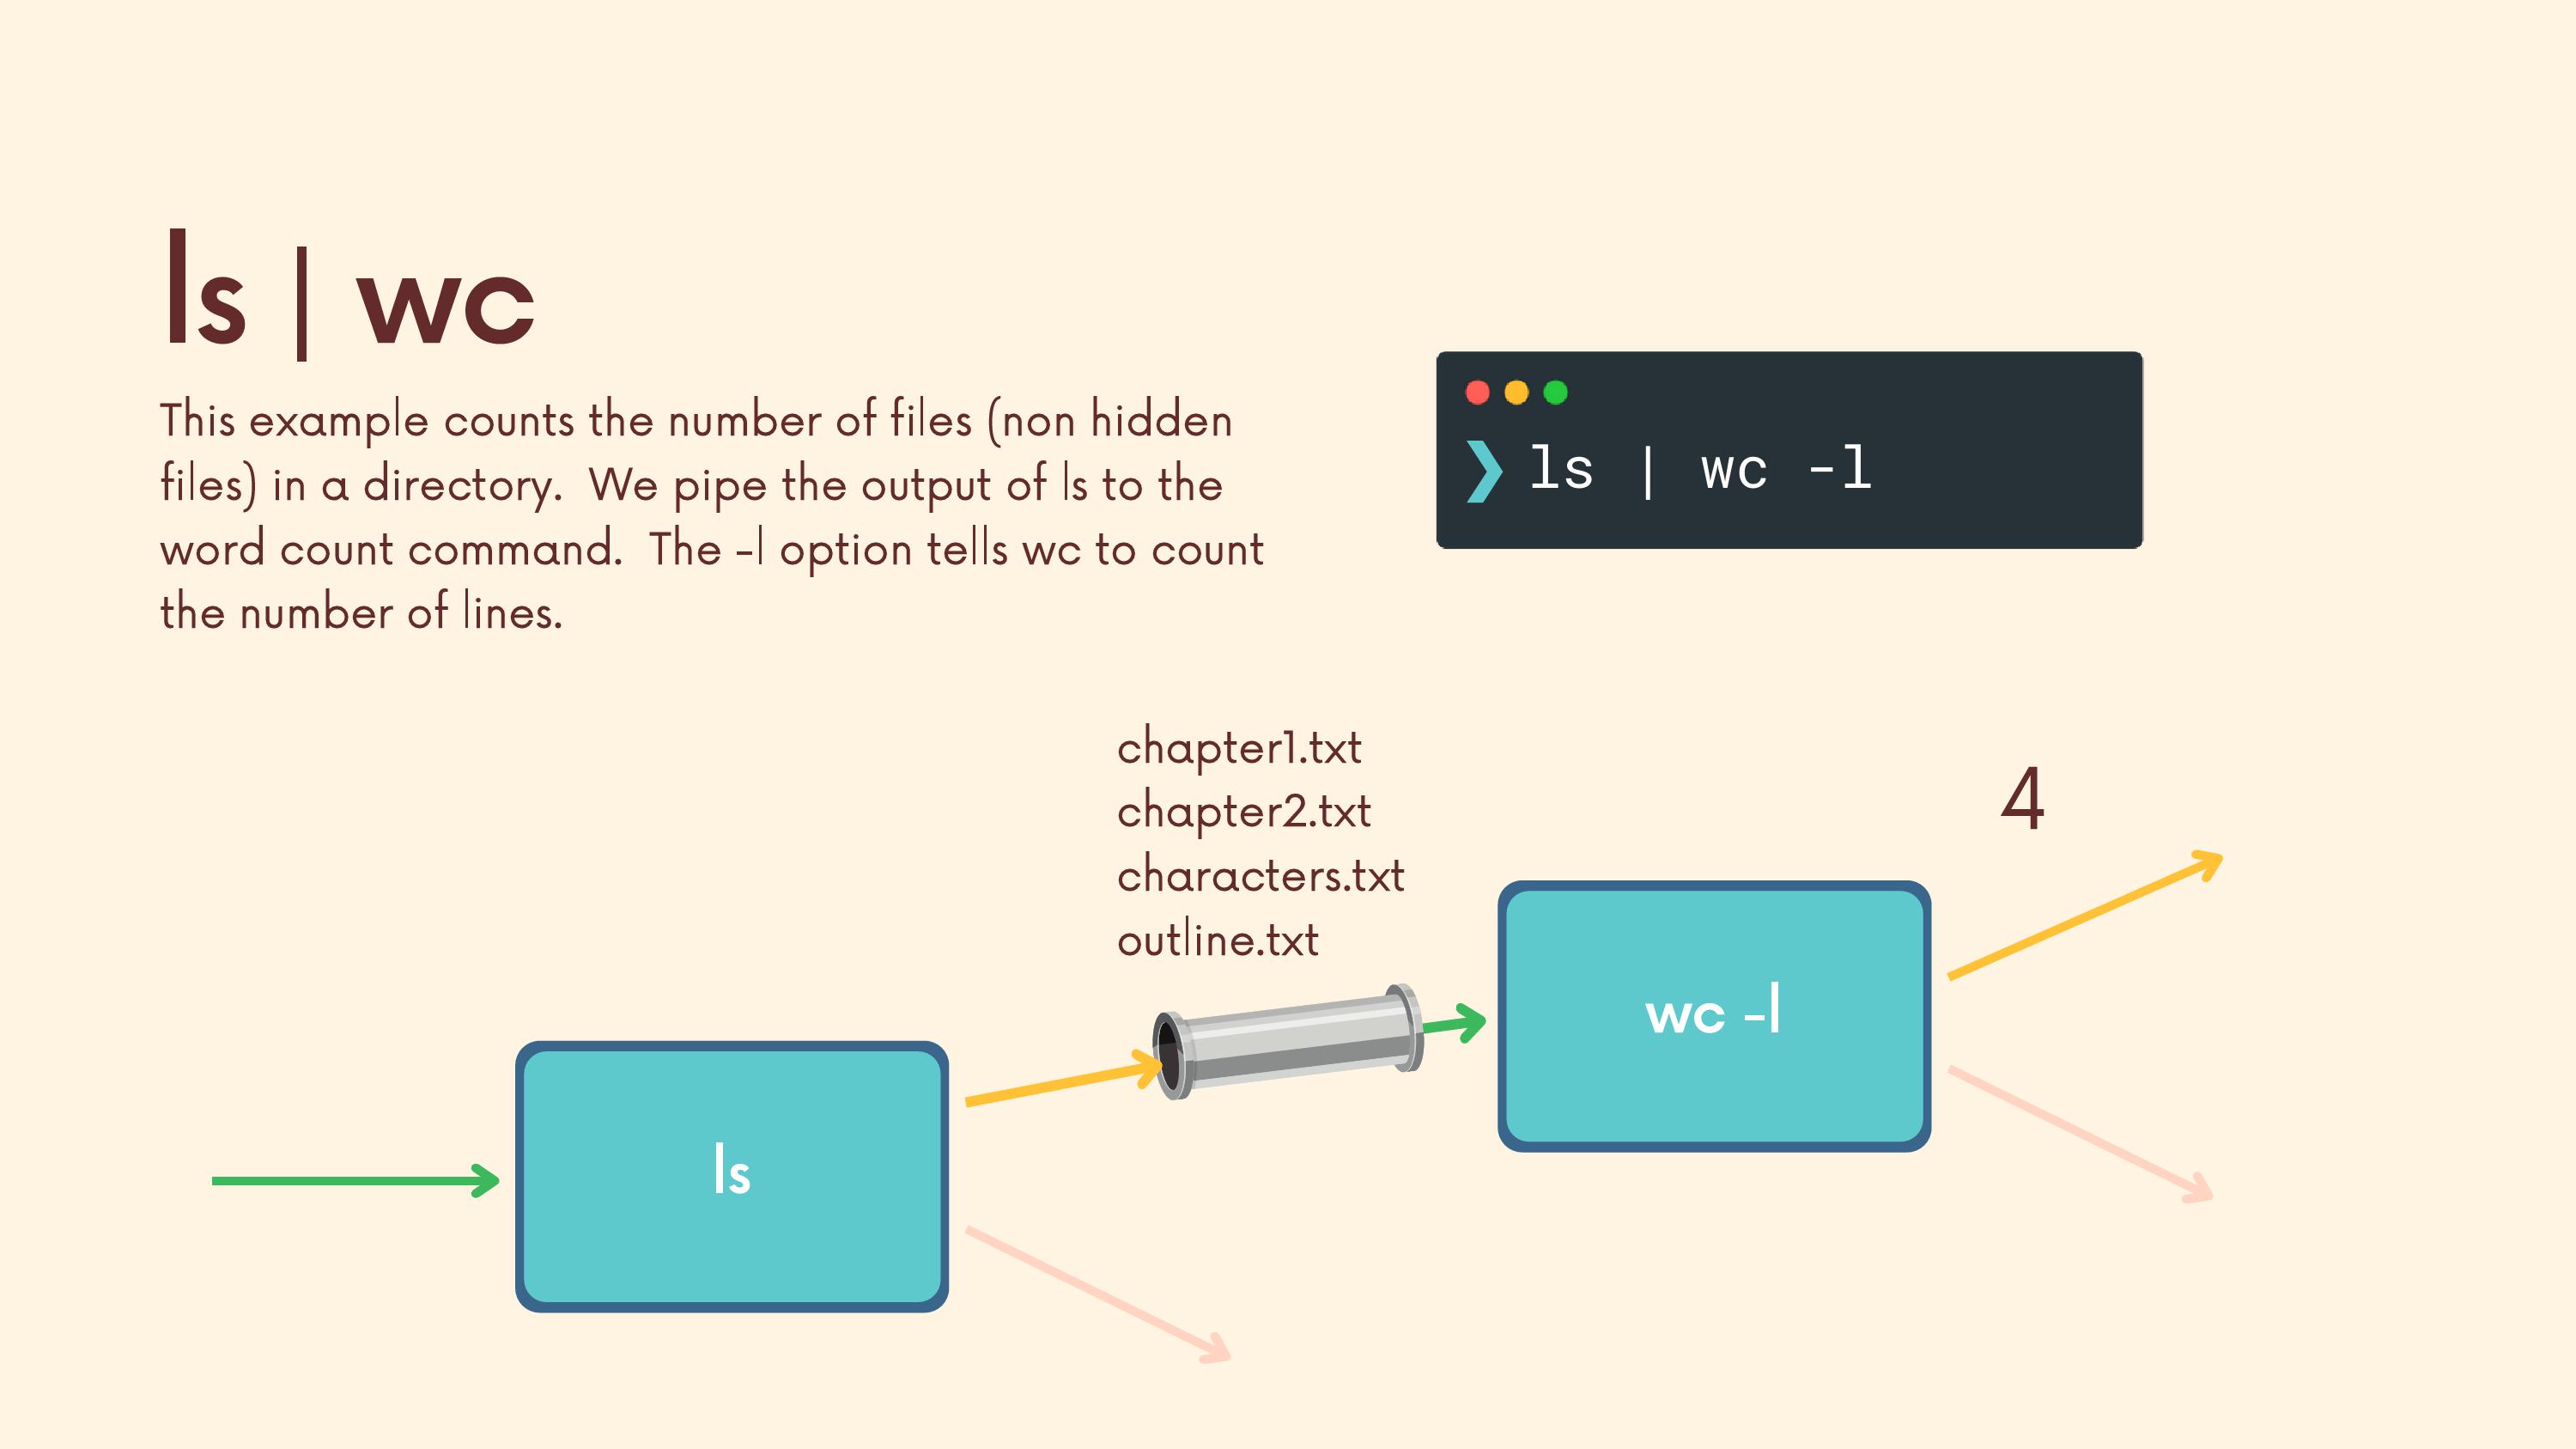 ls | wc
This example counts the number of files (non hidden
files) in a directory.  We pipe the output of ls to the
word count command.  The -l option tells wc to count
the number of lines.
❯ ls | wc -l
chapter1.txt
chapter2.txt
characters.txt
outline.txt
4
wc -l
ls